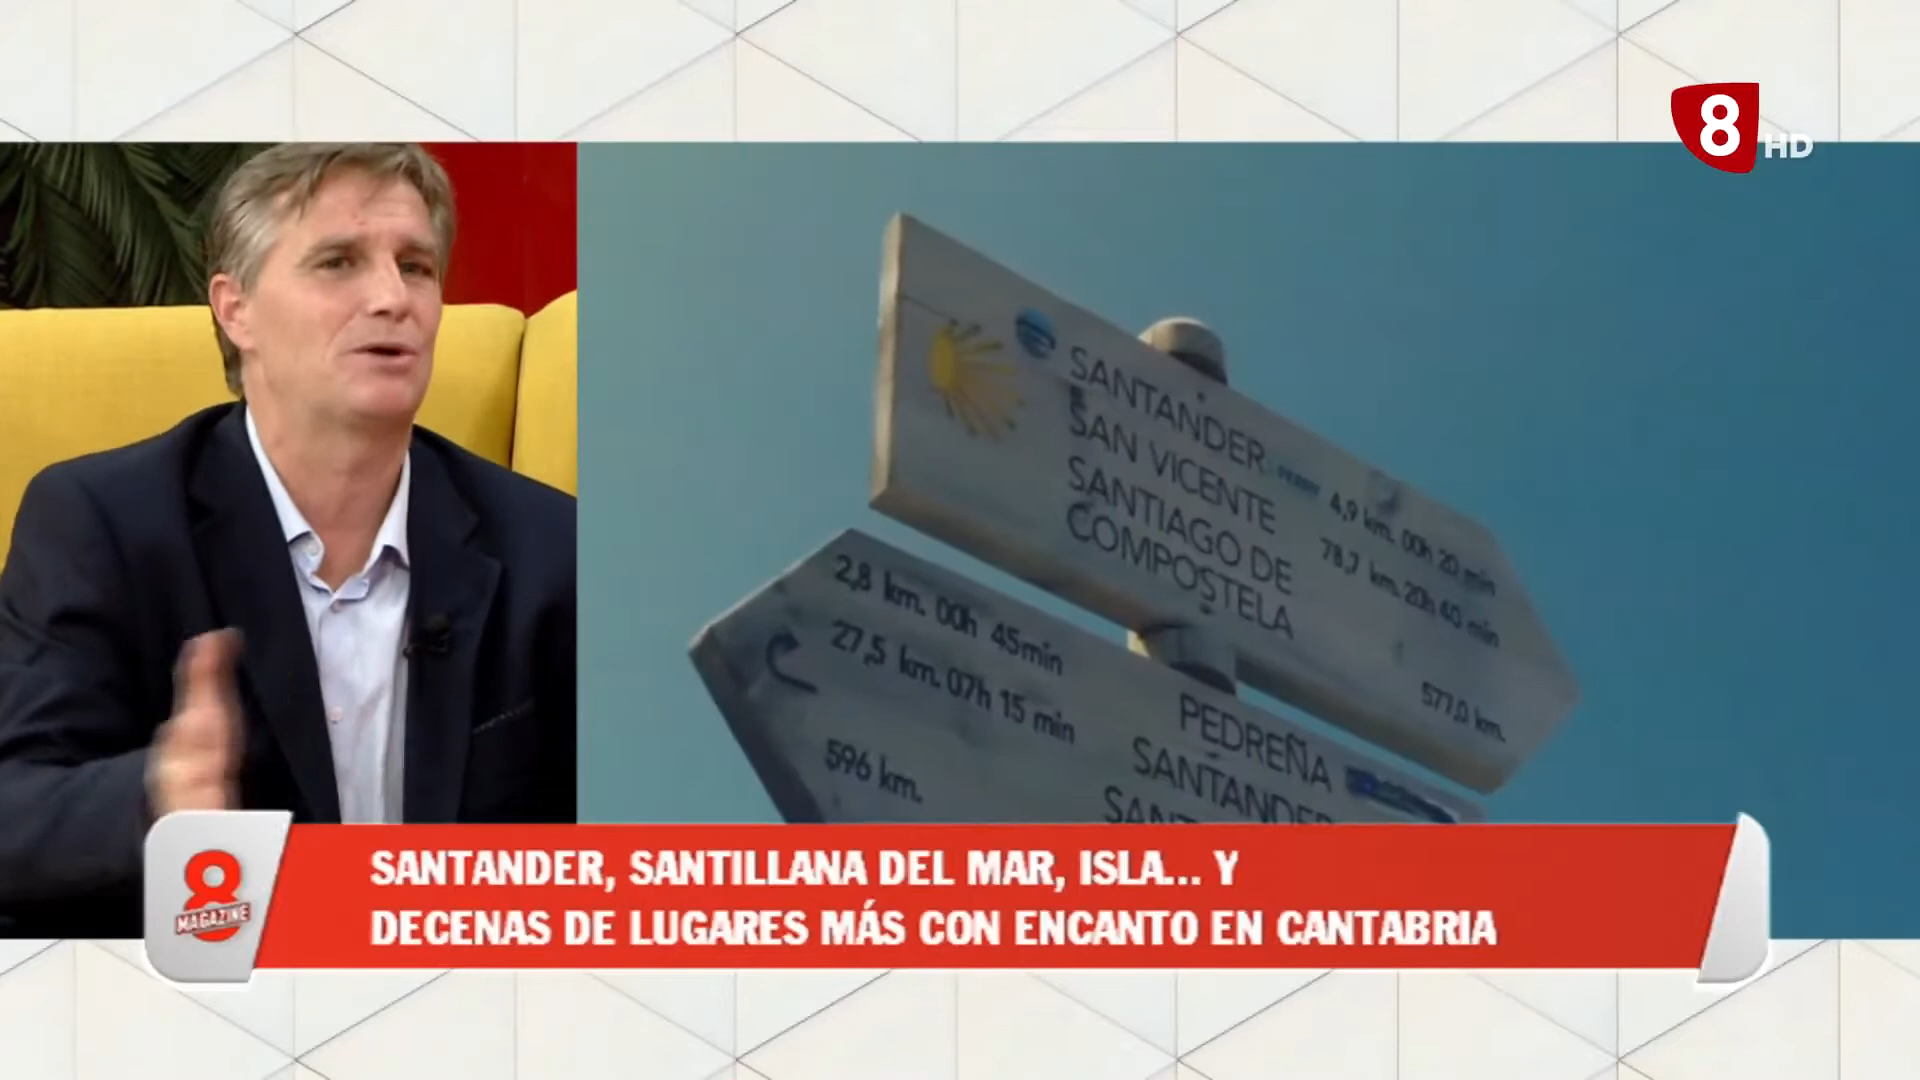 8 HD
SANTANDER
SAN VICENTE
SANTIAGO DE
COMPOSTELA
4,9 km. 00h 20 min
78,7 km. 20h 40 min
577,0 km.
2,8 km. 00h 45min
27,5 km. 07h 15 min
596 km.
PEDREÑA
SANTANDER
8
MAGAZINE
SANTANDER, SANTILLANA DEL MAR, ISLA... Y
DECENAS DE LUGARES MÁS CON ENCANTO EN CANTABRIA